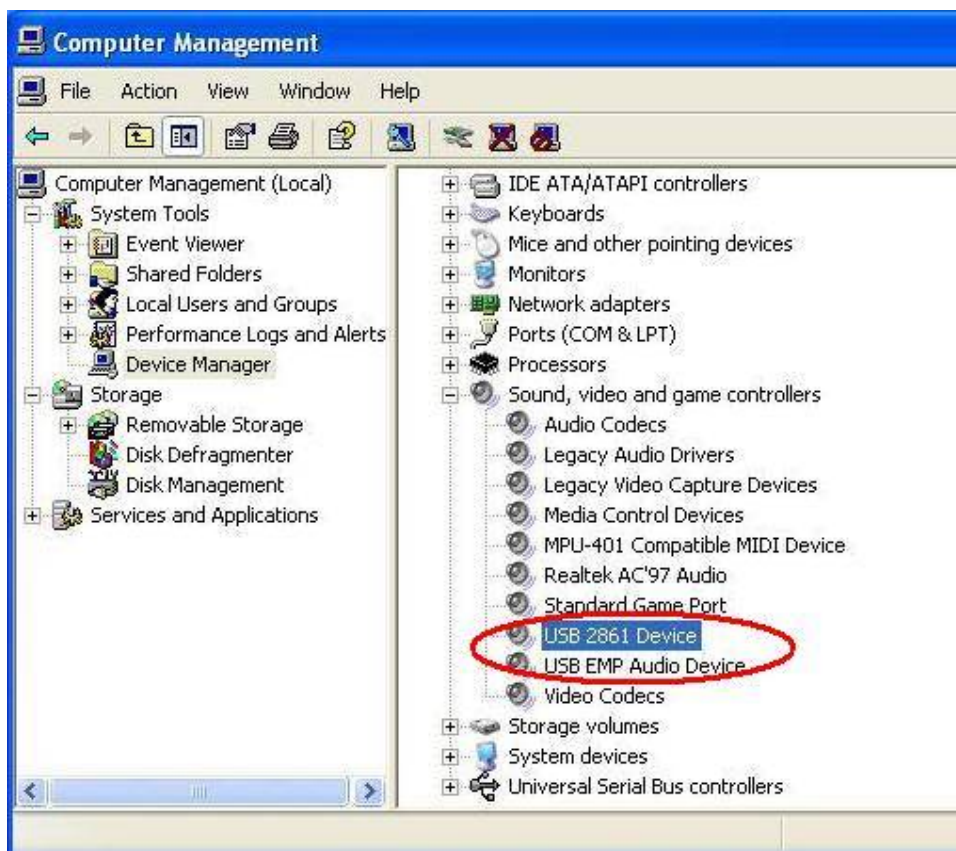 Computer Management
File Action View Window Help
Computer Management (Local)
System Tools
Event Viewer
Shared Folders
Local Users and Groups
Performance Logs and Alerts
Device Manager
Storage
Removable Storage
Disk Defragmenter
Disk Management
Services and Applications
IDE ATA/ATAPI controllers
Keyboards
Mice and other pointing devices
Monitors
Network adapters
Ports (COM & LPT)
Processors
Sound, video and game controllers
Audio Codecs
Legacy Audio Drivers
Legacy Video Capture Devices
Media Control Devices
MPU-401 Compatible MIDI Device
Realtek AC'97 Audio
Standard Game Port
USB 2861 Device
USB EMP Audio Device
Video Codecs
Storage volumes
System devices
Universal Serial Bus controllers